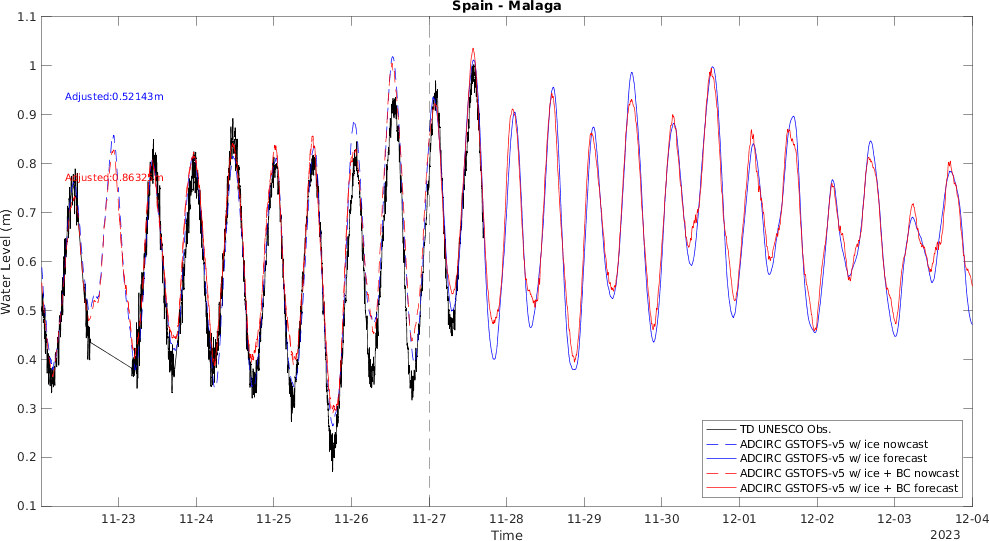 Spain - Malaga
1.1
1
0.9
0.8
0.7
0.6
0.5
0.4
0.3
0.2
0.1
Water Level (m)
Adjusted:0.52143m
TD UNESCO Obs.
ADCIRC GSTOFS-v5 w/ ice nowcast
ADCIRC GSTOFS-v5 w/ ice forecast
ADCIRC GSTOFS-v5 w/ ice + BC nowcast
ADCIRC GSTOFS-v5 w/ ice + BC forecast
11-23 11-24 11-25 11-26 11-27 11-28 11-29 11-30 12-01 12-02 12-03 12-04
Time
2023